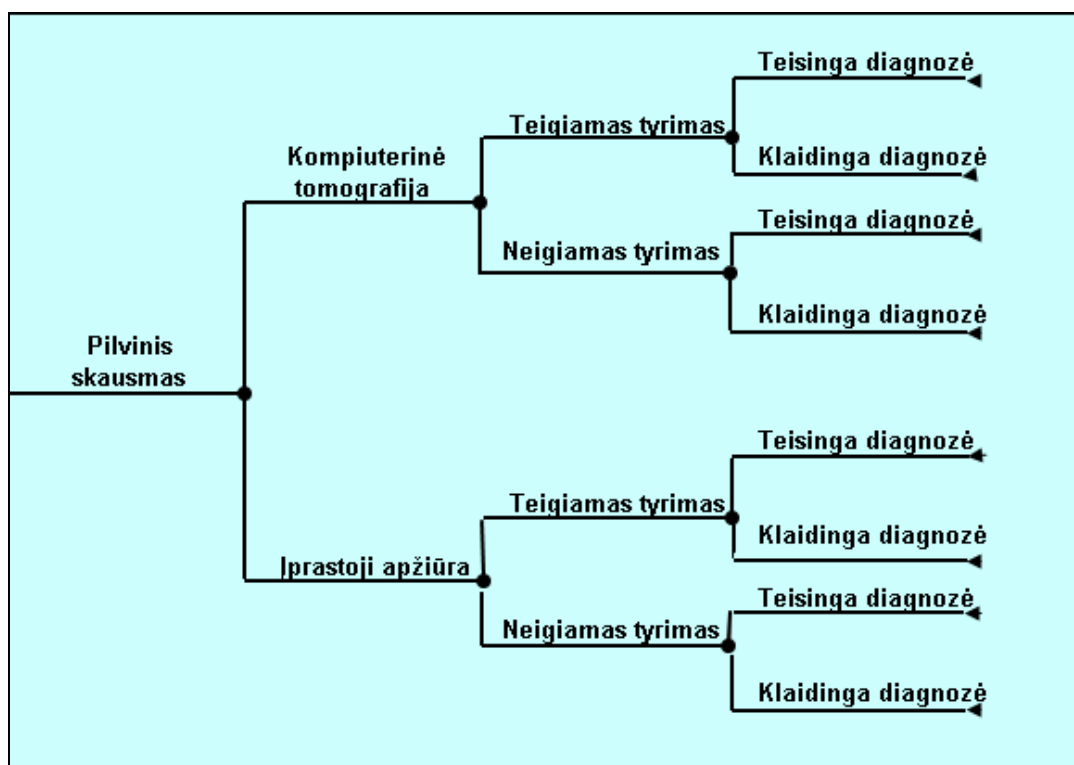 Teisinga diagnozė
Teigiamas tyrimas
Klaidinga diagnozė
Kompiuterinė
tomografija
Teisinga diagnozė
Neigiamas tyrimas
Klaidinga diagnozė
Pilvinis
skausmas
Teisinga diagnozė
Teigiamas tyrimas
Klaidinga diagnozė
Įprastoji apžiūra
Teisinga diagnozė
Neigiamas tyrimas
Klaidinga diagnozė